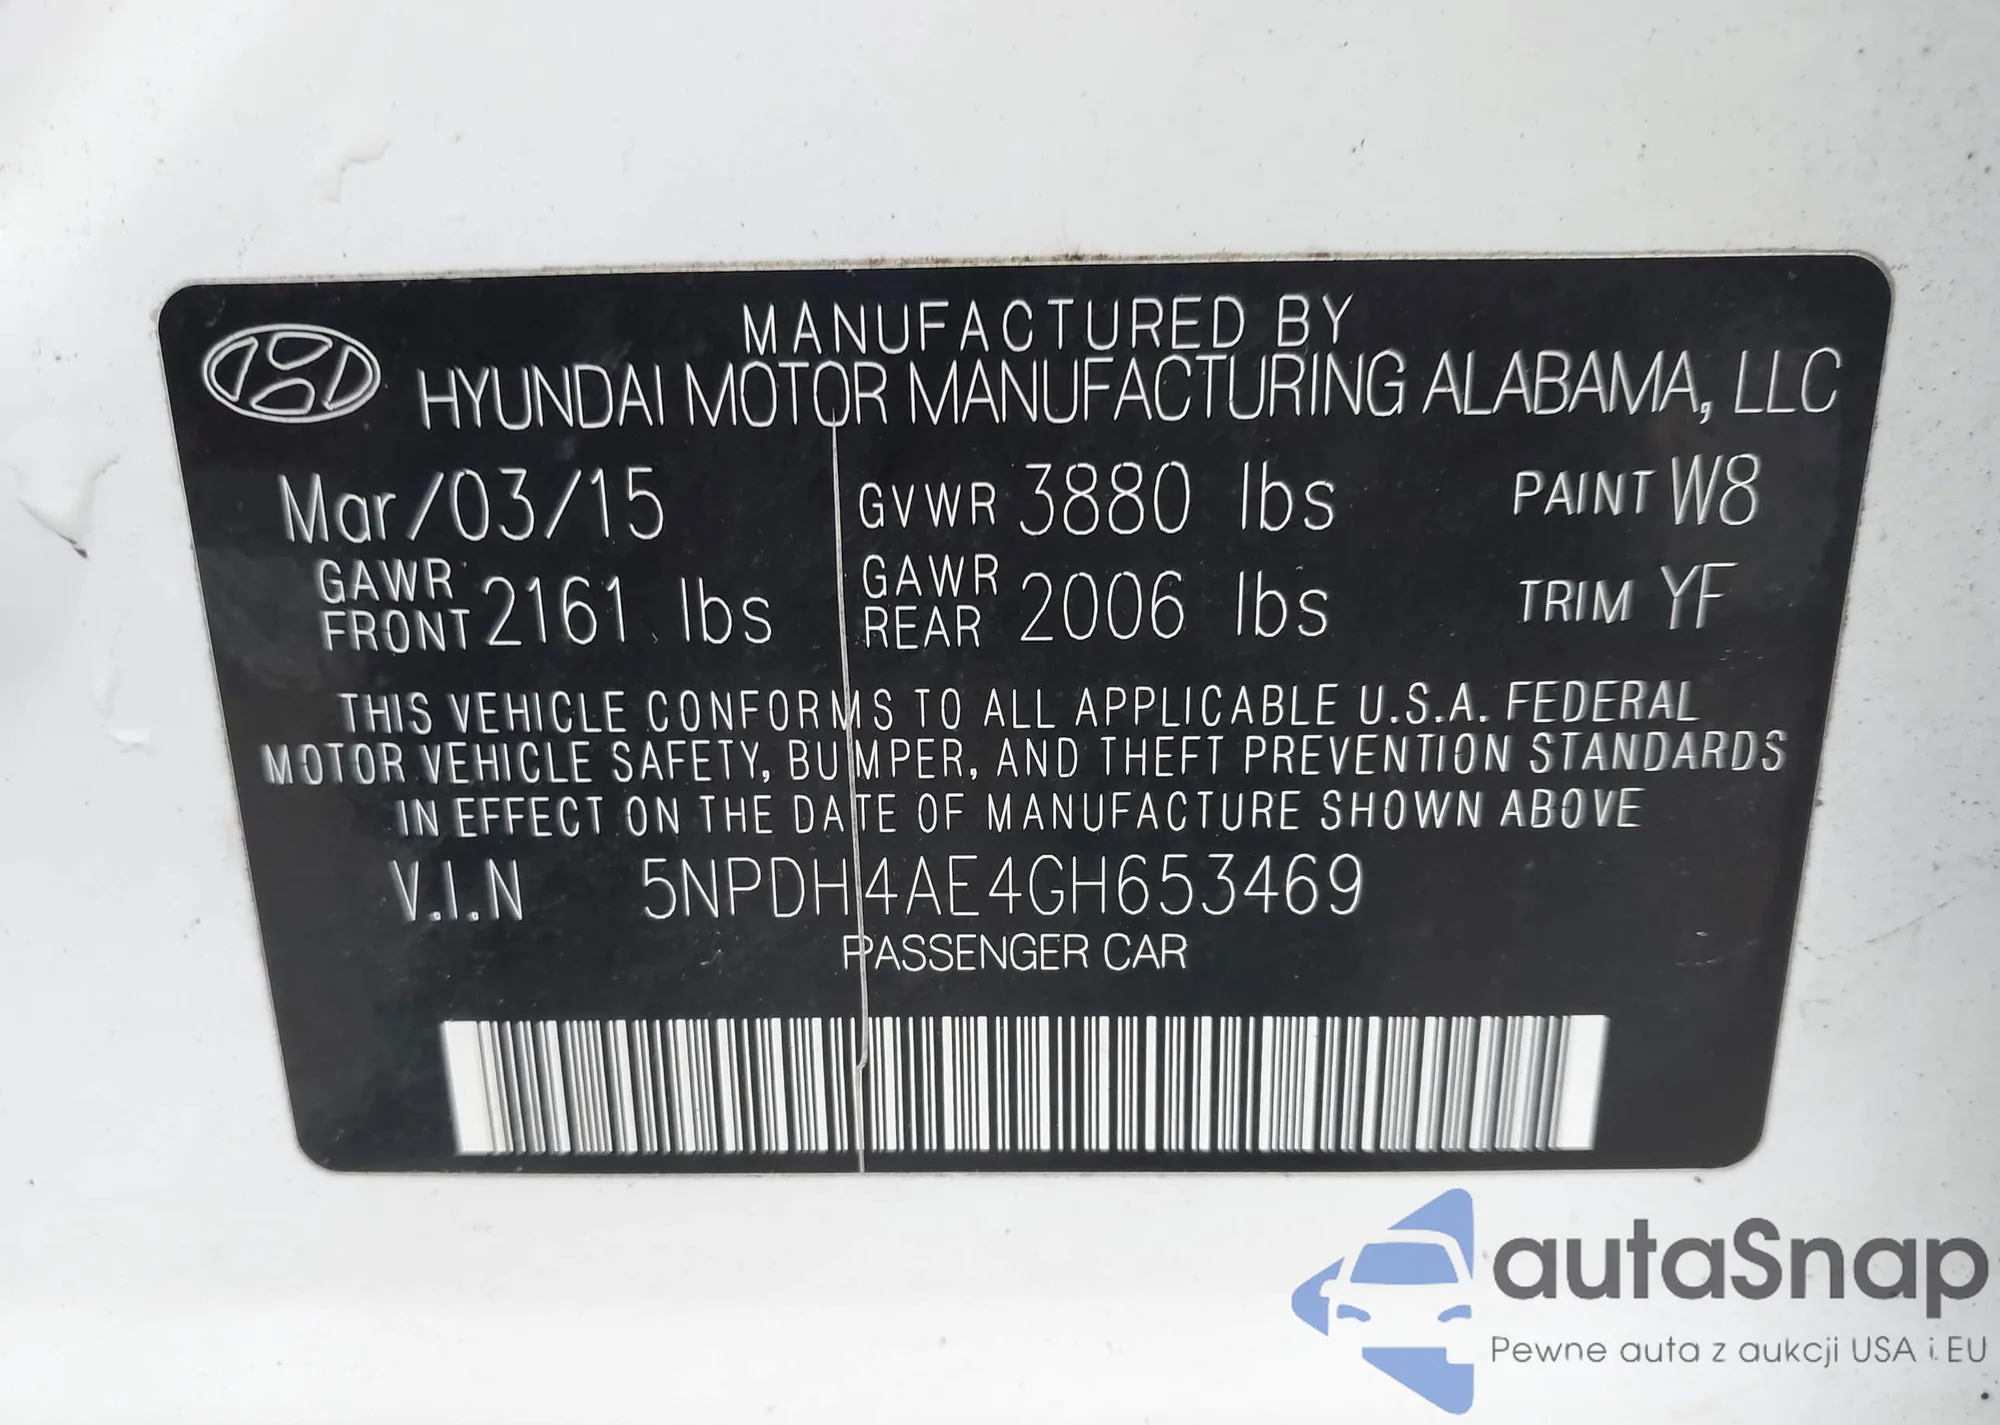 MANUFACTURED BY
HYUNDAI MOTOR MANUFACTURING ALABAMA, LLC
Mar/03/15 GVWR 3880 lbs PAINT W8
GAWR FRONT 2161 lbs GAWR REAR 2006 lbs TRIM YF
THIS VEHICLE CONFORMS TO ALL APPLICABLE U.S.A. FEDERAL
MOTOR VEHICLE SAFETY, BUMPER, AND THEFT PREVENTION STANDARDS
IN EFFECT ON THE DATE OF MANUFACTURE SHOWN ABOVE
V.I.N 5NPDH4AE4GH653469
PASSENGER CAR
autaSnap
Pewne auta z aukcji USA i EU